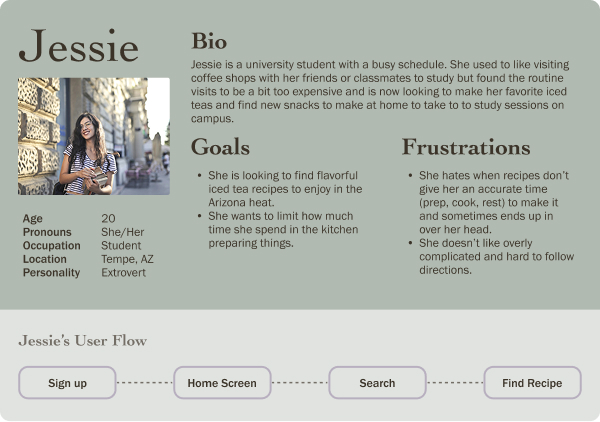 Jessie
Bio
Jessie is a university student with a busy schedule. She used to like visiting
coffee shops with her friends or classmates to study but found the routine
visits to be a bit too expensive and is now looking to make her favorite iced
teas and find new snacks to make at home to take to to study sessions on
campus.
Goals
• She is looking to find flavorful
iced tea recipes to enjoy in the
Arizona heat.
• She wants to limit how much
time she spend in the kitchen
preparing things.
Frustrations
• She hates when recipes don't
give her an accurate time
(prep, cook, rest) to make it
and sometimes ends up in
over her head.
• She doesn't like overly
complicated and hard to follow
directions.
Age 20
Pronouns She/Her
Occupation Student
Location Tempe, AZ
Personality Extrovert
Jessie's User Flow
Sign up
Home Screen
Search
Find Recipe